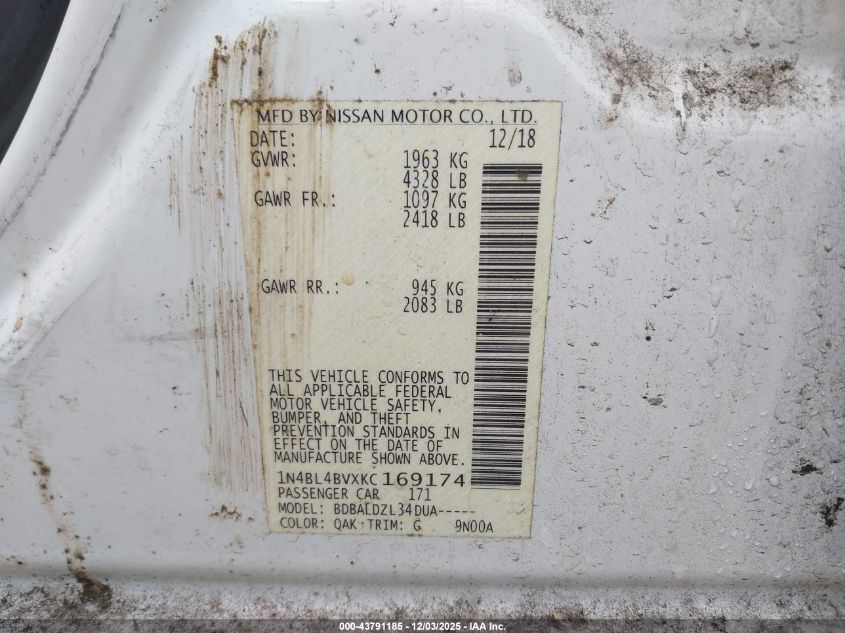 MFD BY NISSAN MOTOR CO., LTD.
DATE: 12/18
GVWR: 1963 KG
4328 LB
GAWR FR.: 1097 KG
2418 LB
GAWR RR.: 945 KG
2083 LB
THIS VEHICLE CONFORMS TO
ALL APPLICABLE FEDERAL
MOTOR VEHICLE SAFETY,
BUMPER, AND THEFT
PREVENTION STANDARDS IN
EFFECT ON THE DATE OF
MANUFACTURE SHOWN ABOVE.
1N4BL4BVXKC169174
PASSENGER CAR 171
MODEL: BDBALDZL34DUA-----
COLOR: QAK TRIM: G 9N00A
000-43791185 - 12/03/2025 - IAA Inc.